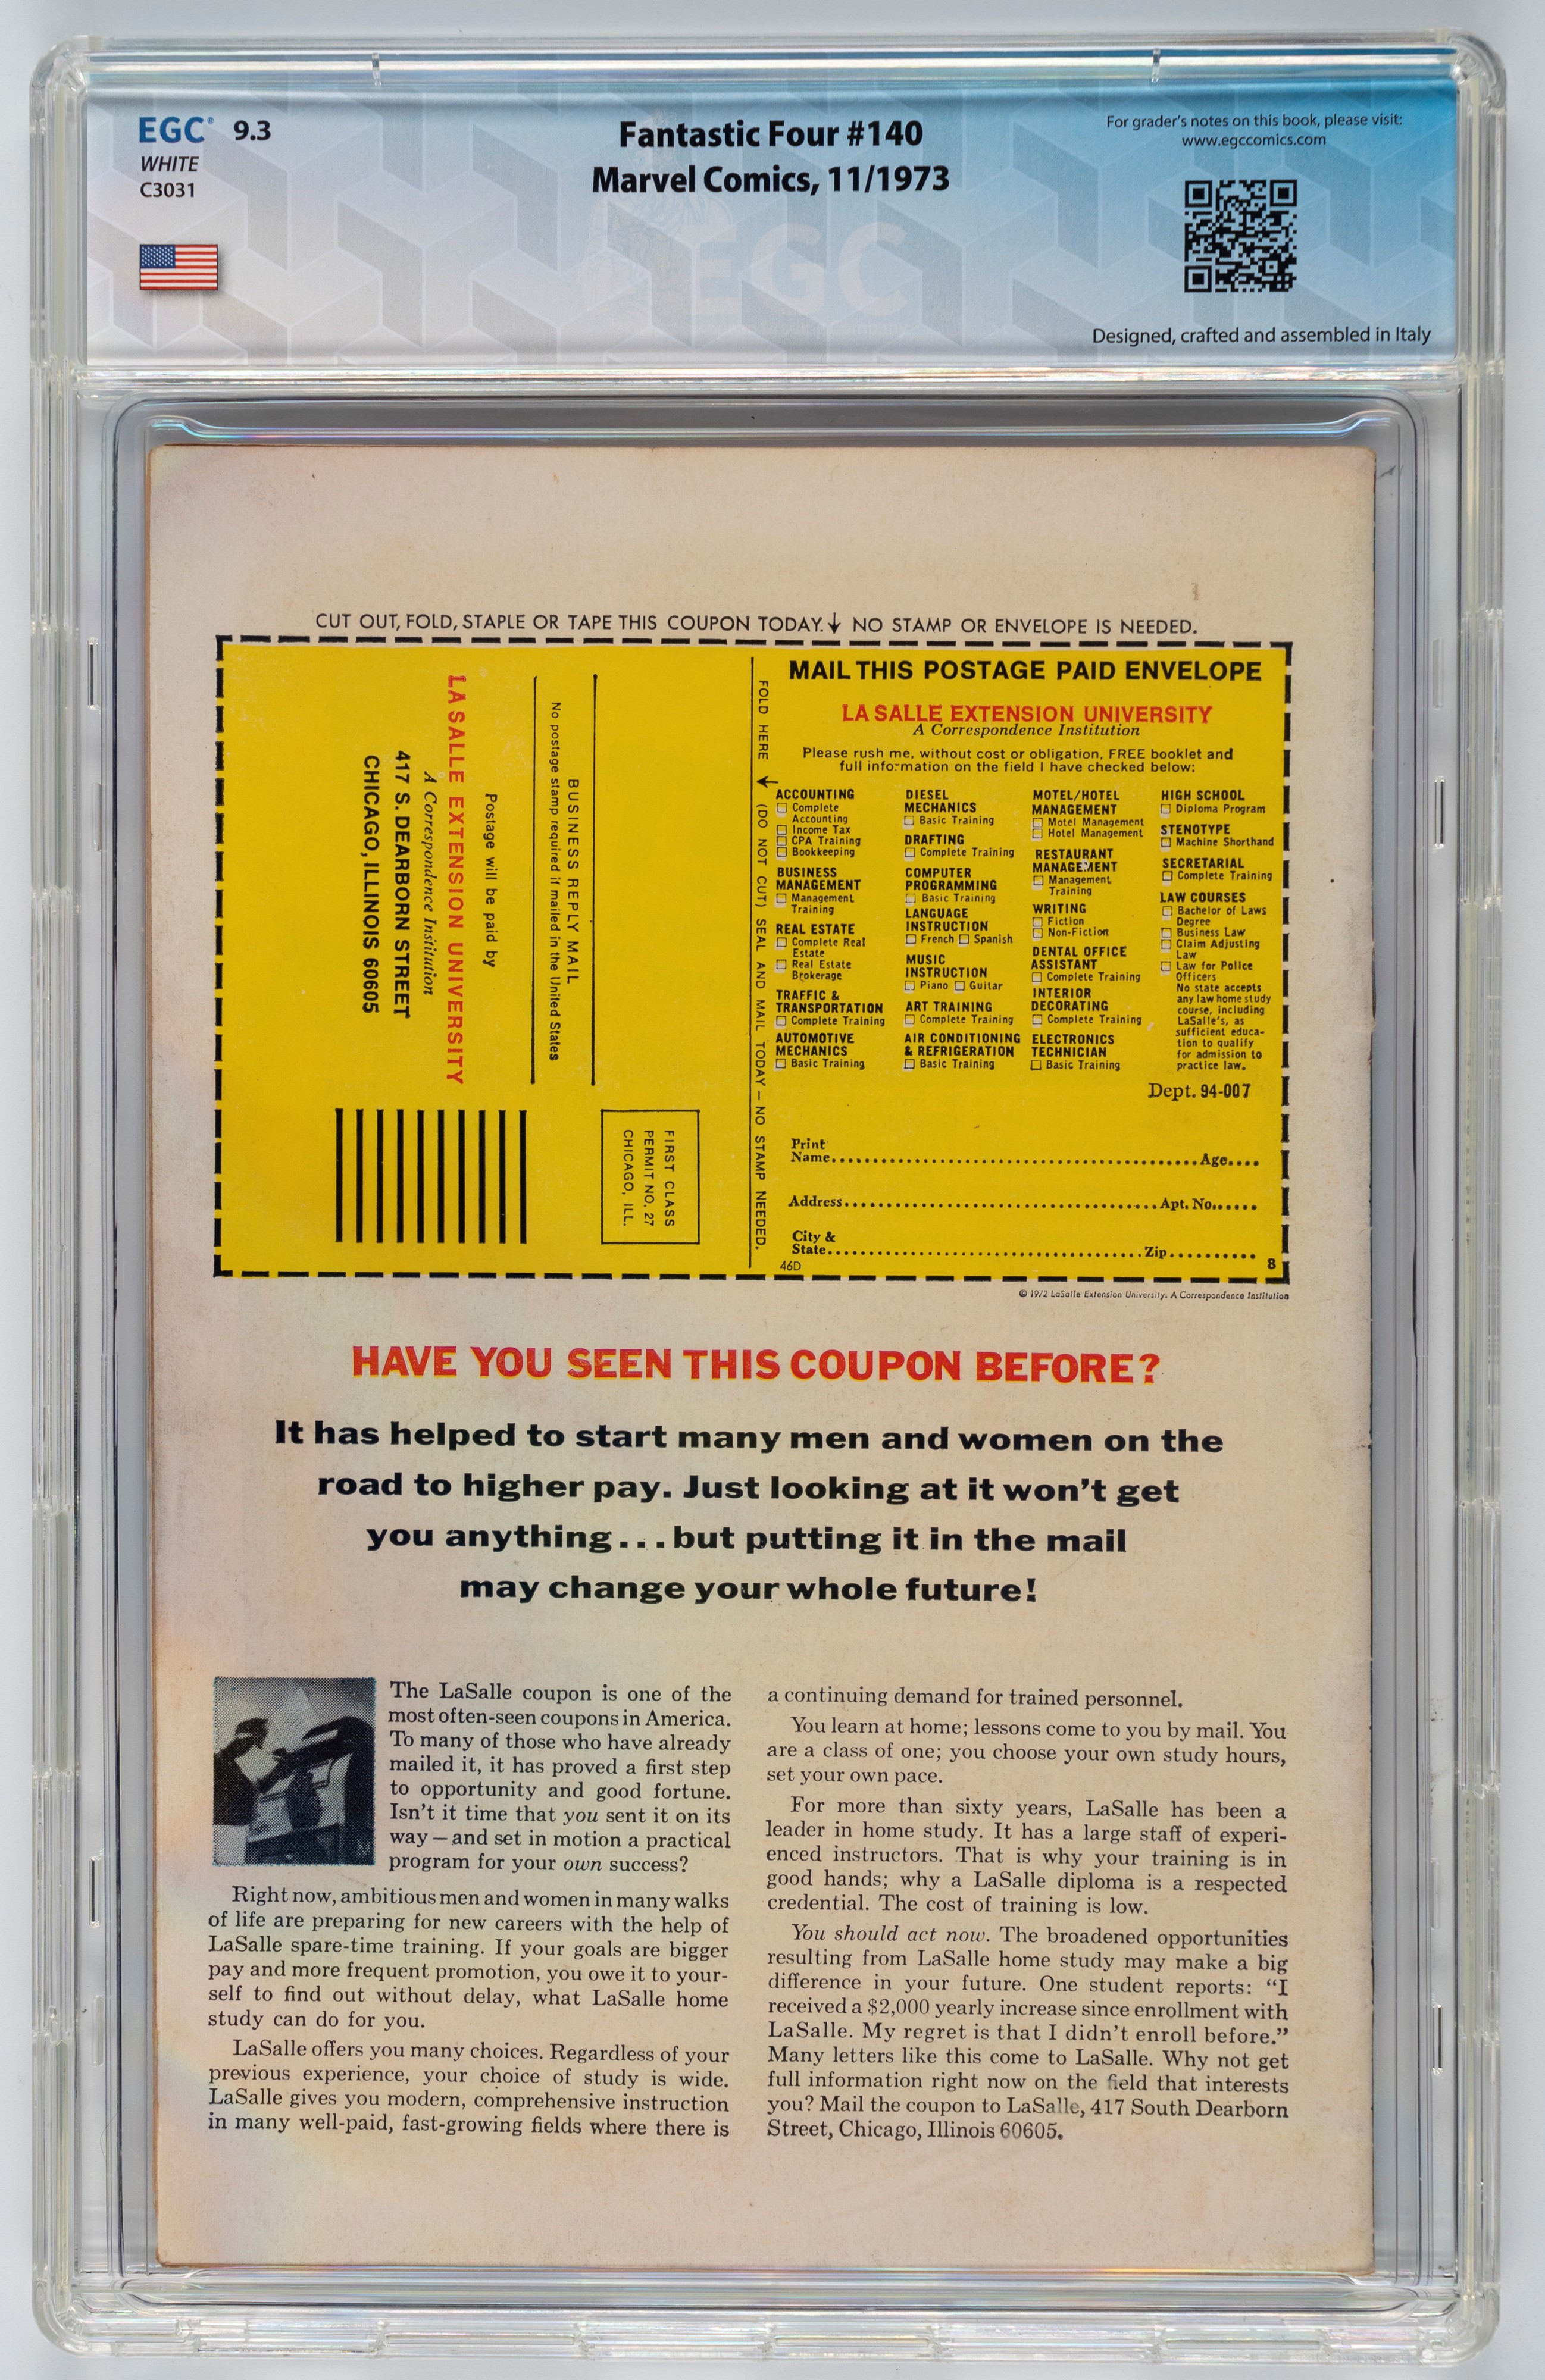 EGC® 9.3
WHITE
C3031
Fantastic Four #140
Marvel Comics, 11/1973
For grader's notes on this book, please visit:
www.egccomics.com
EGC
Designed, crafted and assembled in Italy
CUT OUT, FOLD, STAPLE OR TAPE THIS COUPON TODAY.↓ NO STAMP OR ENVELOPE IS NEEDED.
FIRST CLASS
PERMIT NO. 27
CHICAGO, ILL.
BUSINESS REPLY MAIL
No postage stamp required if mailed in the United States
Postage will be paid by
LA SALLE EXTENSION UNIVERSITY
A Correspondence Institution
417 S. DEARBORN STREET
CHICAGO, ILLINOIS 60605
FOLD HERE ↓ (DO NOT CUT) SEAL AND MAIL TODAY — NO STAMP NEEDED.
MAIL THIS POSTAGE PAID ENVELOPE
LA SALLE EXTENSION UNIVERSITY
A Correspondence Institution
Please rush me, without cost or obligation, FREE booklet and
full information on the field I have checked below:
ACCOUNTING
☐ Complete
Accounting
☐ Income Tax
☐ CPA Training
☐ Bookkeeping
BUSINESS
MANAGEMENT
☐ Management
Training
REAL ESTATE
☐ Complete Real
Estate
☐ Real Estate
Brokerage
TRAFFIC &
TRANSPORTATION
☐ Complete Training
AUTOMOTIVE
MECHANICS
☐ Basic Training
DIESEL
MECHANICS
☐ Basic Training
DRAFTING
☐ Complete Training
COMPUTER
PROGRAMMING
☐ Basic Training
LANGUAGE
INSTRUCTION
☐ French ☐ Spanish
MUSIC
INSTRUCTION
☐ Piano ☐ Guitar
ART TRAINING
☐ Complete Training
AIR CONDITIONING
& REFRIGERATION
☐ Basic Training
MOTEL/HOTEL
MANAGEMENT
☐ Motel Management
☐ Hotel Management
RESTAURANT
MANAGEMENT
☐ Management
Training
WRITING
☐ Fiction
☐ Non-Fiction
DENTAL OFFICE
ASSISTANT
☐ Complete Training
INTERIOR
DECORATING
☐ Complete Training
ELECTRONICS
TECHNICIAN
☐ Basic Training
HIGH SCHOOL
☐ Diploma Program
STENOTYPE
☐ Machine Shorthand
SECRETARIAL
☐ Complete Training
LAW COURSES
☐ Bachelor of Laws
Degree
☐ Business Law
☐ Claim Adjusting
Law
☐ Law for Police
Officers
No state accepts
any law home study
course, including
LaSalle's, as
sufficient educa-
tion to qualify
for admission to
practice law.
Dept. 94-007
Print
Name........Age....
Address........Apt. No......
City &
State........Zip..........
46D 8
© 1972 LaSalle Extension University. A Correspondence Institution
HAVE YOU SEEN THIS COUPON BEFORE?
It has helped to start many men and women on the
road to higher pay. Just looking at it won't get
you anything...but putting it in the mail
may change your whole future!
The LaSalle coupon is one of the
most often-seen coupons in America.
To many of those who have already
mailed it, it has proved a first step
to opportunity and good fortune.
Isn't it time that you sent it on its
way — and set in motion a practical
program for your own success?
Right now, ambitious men and women in many walks
of life are preparing for new careers with the help of
LaSalle spare-time training. If your goals are bigger
pay and more frequent promotion, you owe it to your-
self to find out without delay, what LaSalle home
study can do for you.
LaSalle offers you many choices. Regardless of your
previous experience, your choice of study is wide.
LaSalle gives you modern, comprehensive instruction
in many well-paid, fast-growing fields where there is
a continuing demand for trained personnel.
You learn at home; lessons come to you by mail. You
are a class of one; you choose your own study hours,
set your own pace.
For more than sixty years, LaSalle has been a
leader in home study. It has a large staff of experi-
enced instructors. That is why your training is in
good hands; why a LaSalle diploma is a respected
credential. The cost of training is low.
You should act now. The broadened opportunities
resulting from LaSalle home study may make a big
difference in your future. One student reports: "I
received a $2,000 yearly increase since enrollment with
LaSalle. My regret is that I didn't enroll before."
Many letters like this come to LaSalle. Why not get
full information right now on the field that interests
you? Mail the coupon to LaSalle, 417 South Dearborn
Street, Chicago, Illinois 60605.